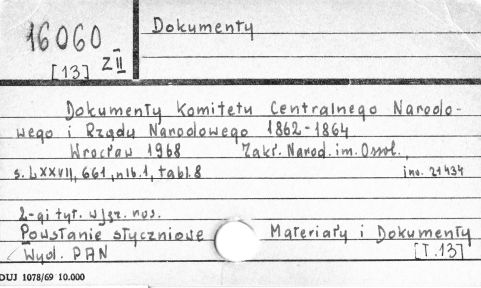 16060 I
Z II
[13]
Dokumenty
Dokumenty Komitetu Centralnego Narodo-
wego i Rządu Narodowego 1862-1864
Wrocław 1968 Zakł. Narod. im. Ossol.,
s. LXXVII, 661, nlb. 1, tabl. 8 inw. 21434
2-gi tyt. w jęz. ros.
Powstanie styczniowe Materiały i Dokumenty
Wyd. PAN [T. 13]
DUJ 1078/69 10.000